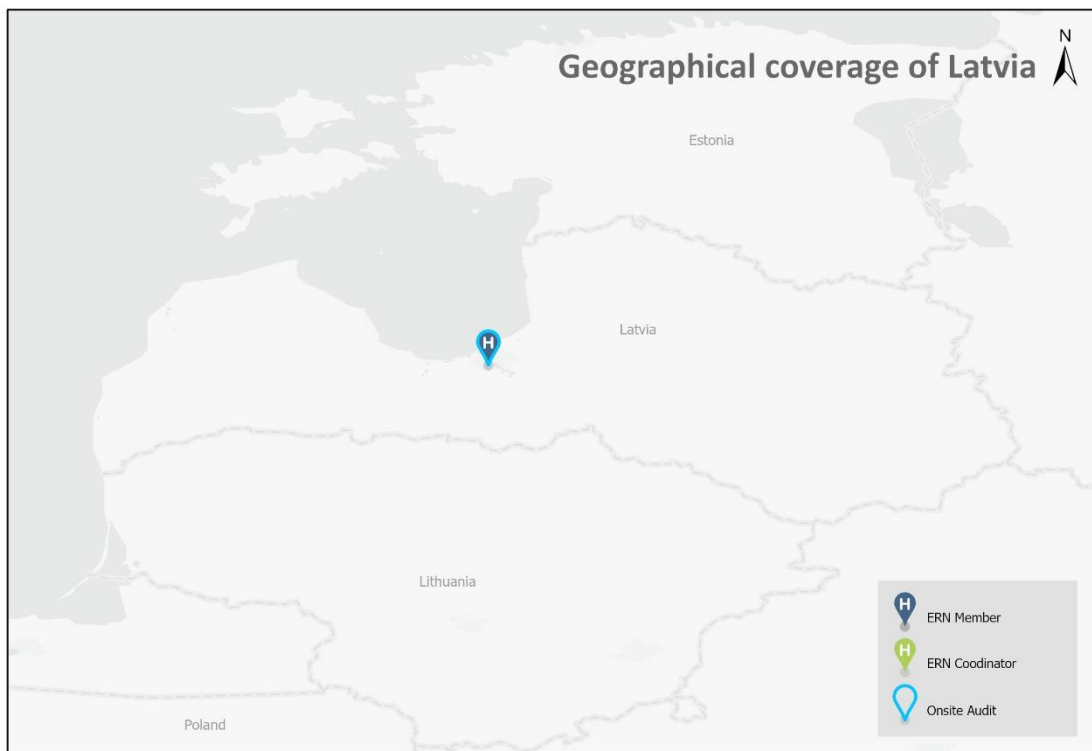 Geographical coverage of Latvia
N
Estonia
Latvia
H
Lithuania
Poland
H ERN Member
H ERN Coodinator
Onsite Audit